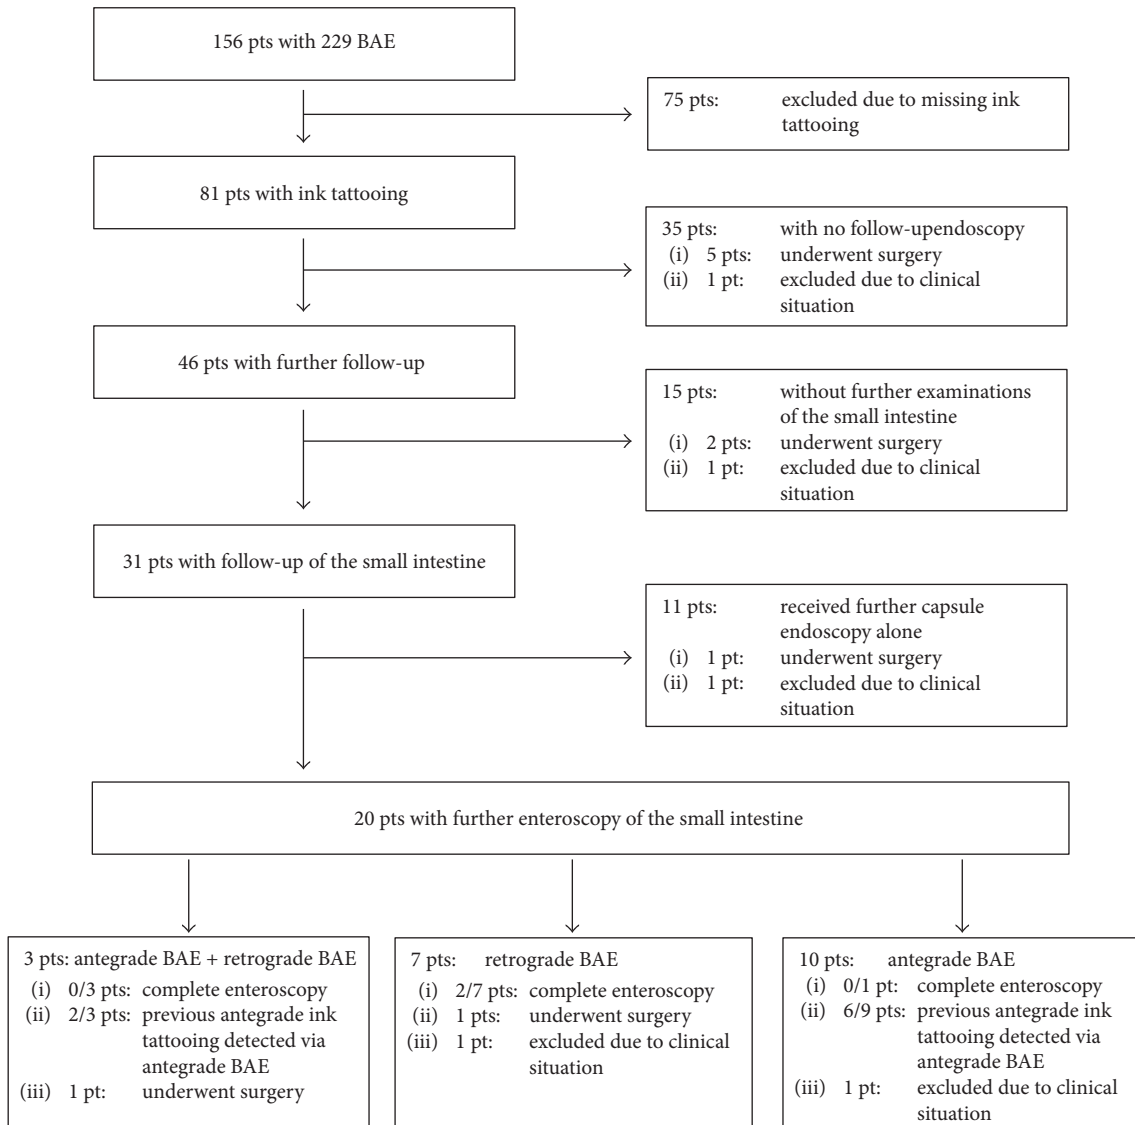 156 pts with 229 BAE
75 pts: excluded due to missing ink
tattooing
81 pts with ink tattooing
35 pts: with no follow-upendoscopy
(i) 5 pts: underwent surgery
(ii) 1 pt: excluded due to clinical
situation
46 pts with further follow-up
15 pts: without further examinations
of the small intestine
(i) 2 pts: underwent surgery
(ii) 1 pt: excluded due to clinical
situation
31 pts with follow-up of the small intestine
11 pts: received further capsule
endoscopy alone
(i) 1 pt: underwent surgery
(ii) 1 pt: excluded due to clinical
situation
20 pts with further enteroscopy of the small intestine
3 pts: antegrade BAE + retrograde BAE
(i) 0/3 pts: complete enteroscopy
(ii) 2/3 pts: previous antegrade ink
tattooing detected via
antegrade BAE
(iii) 1 pt: underwent surgery
7 pts: retrograde BAE
(i) 2/7 pts: complete enteroscopy
(ii) 1 pts: underwent surgery
(iii) 1 pt: excluded due to clinical
situation
10 pts: antegrade BAE
(i) 0/1 pt: complete enteroscopy
(ii) 6/9 pts: previous antegrade ink
tattooing detected via
antegrade BAE
(iii) 1 pt: excluded due to clinical
situation